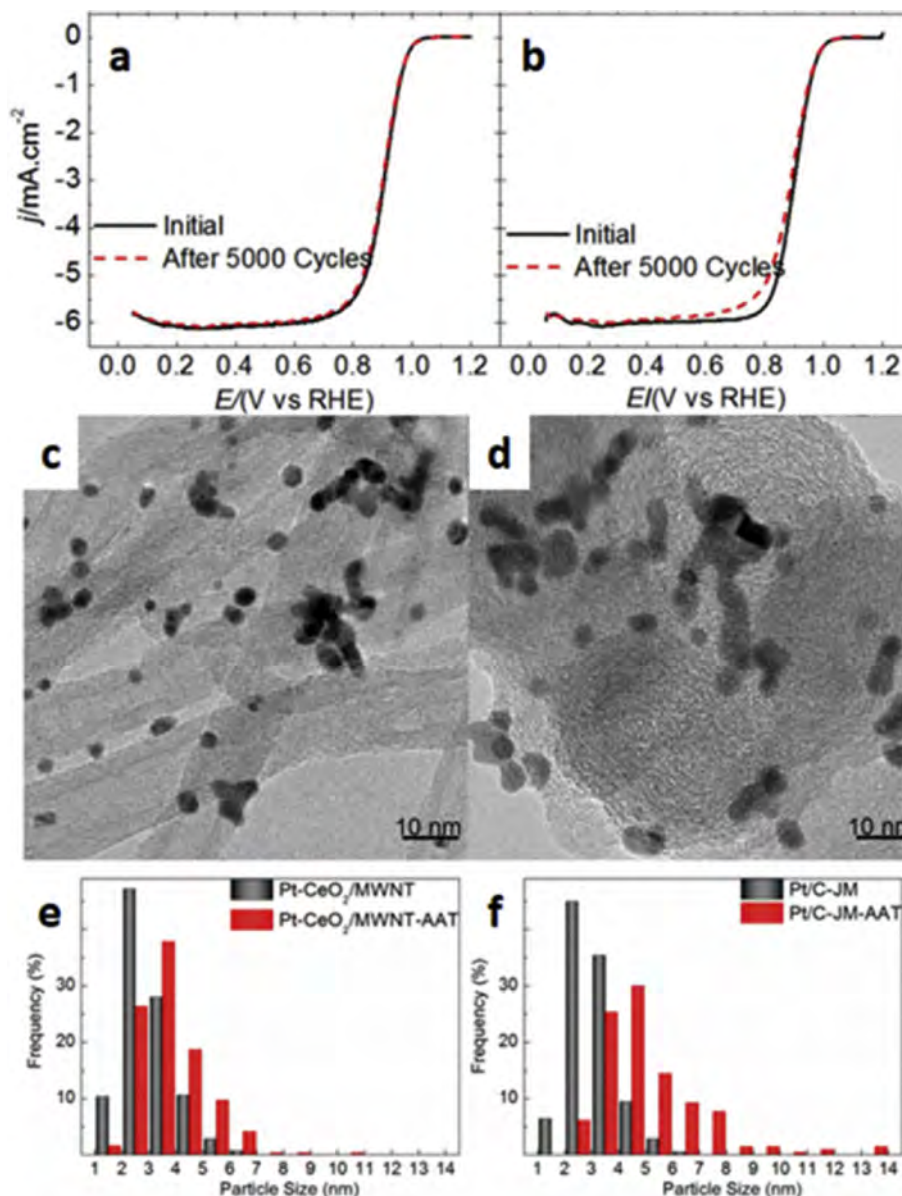 a
b
0
-1
-2
-3
-4
-5
-6
j/mA.cm⁻²
Initial
After 5000 Cycles
Initial
After 5000 Cycles
0.0 0.2 0.4 0.6 0.8 1.0 1.2
0.0 0.2 0.4 0.6 0.8 1.0 1.2
E/(V vs RHE)
E/(V vs RHE)
c
d
10 nm
10 nm
e
Pt-CeO₂/MWNT
Pt-CeO₂/MWNT-AAT
f
Pt/C-JM
Pt/C-JM-AAT
Frequency (%)
30
20
10
Frequency (%)
30
20
10
1 2 3 4 5 6 7 8 9 10 11 12 13 14
1 2 3 4 5 6 7 8 9 10 11 12 13 14
Particle Size (nm)
Particle Size (nm)